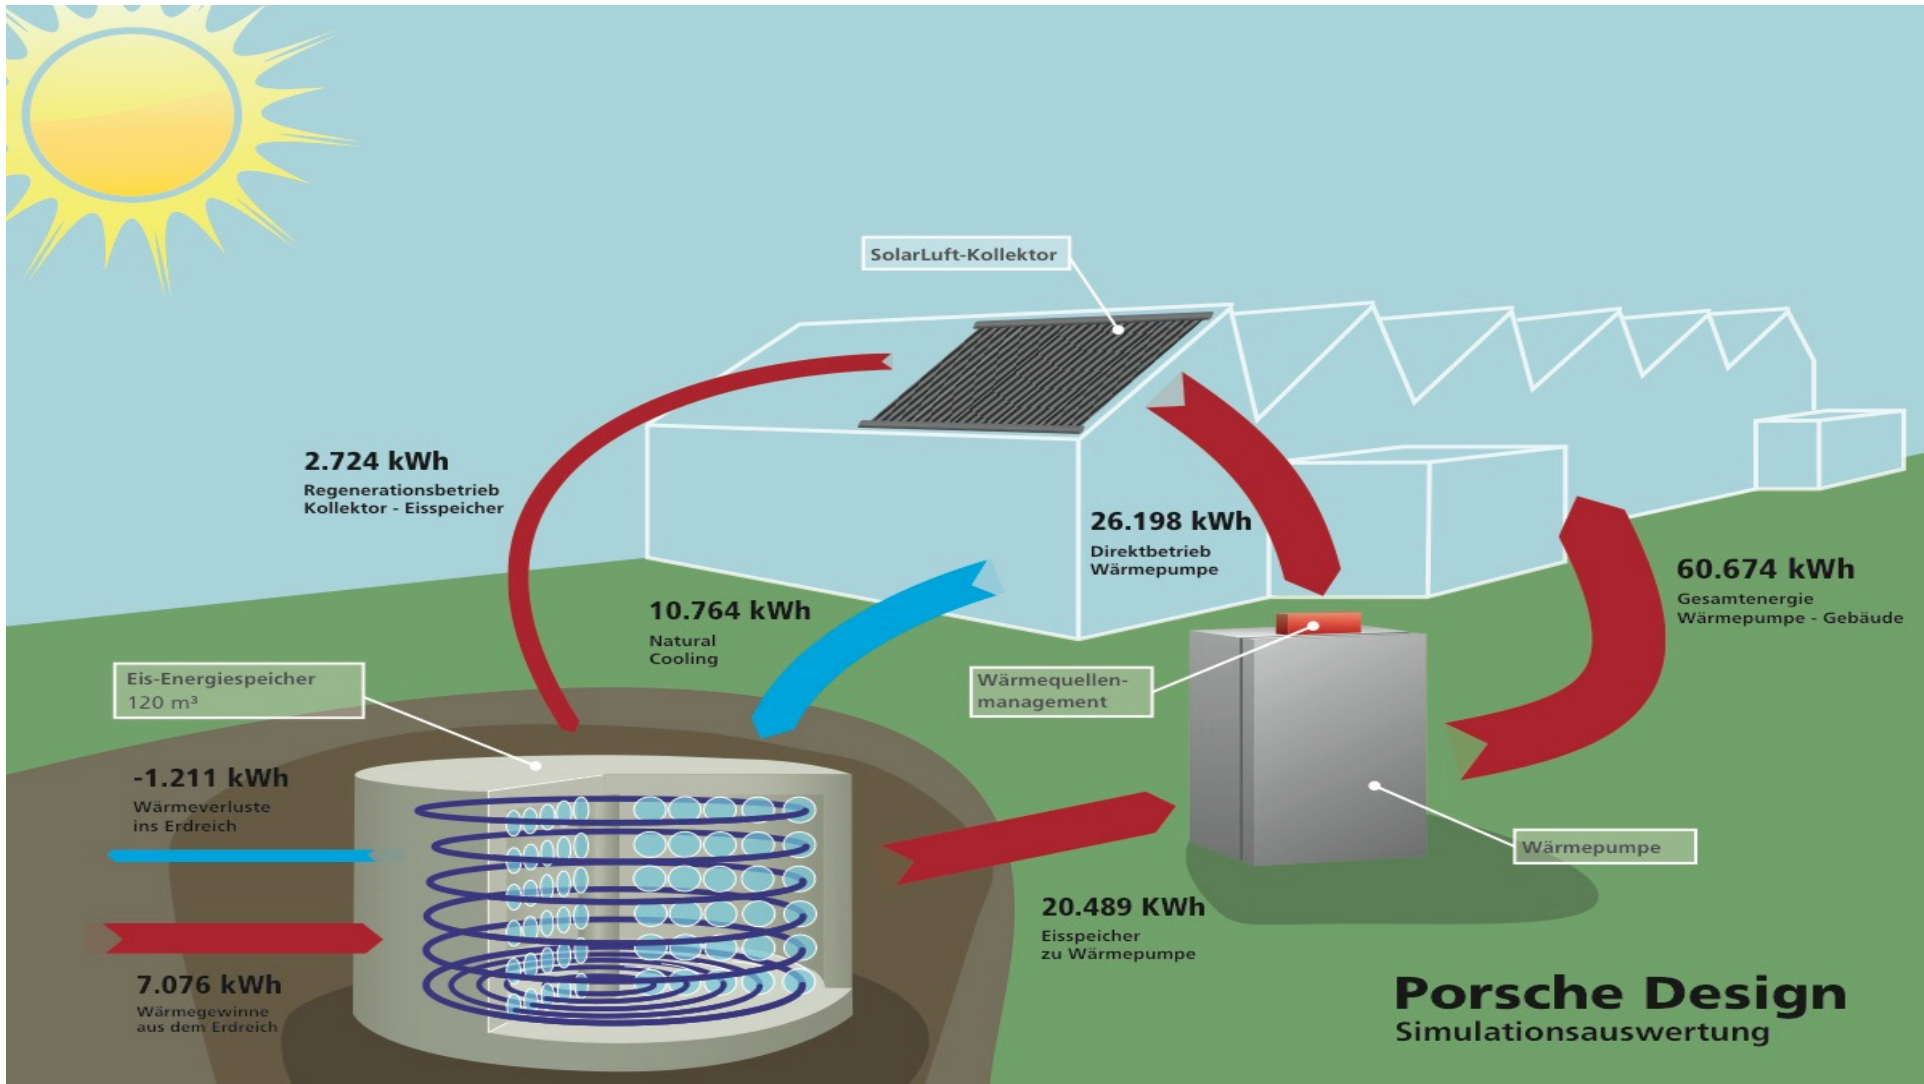 SolarLuft-Kollektor
2.724 kWh
Regenerationsbetrieb
Kollektor - Eisspeicher
26.198 kWh
Direktbetrieb
Wärmepumpe
60.674 kWh
Gesamtenergie
Wärmepumpe - Gebäude
10.764 kWh
Natural
Cooling
Eis-Energiespeicher
120 m³
Wärmequellen-
management
-1.211 kWh
Wärmeverluste
ins Erdreich
Wärmepumpe
20.489 KWh
Eisspeicher
zu Wärmepumpe
7.076 kWh
Wärmegewinne
aus dem Erdreich
Porsche Design
Simulationsauswertung